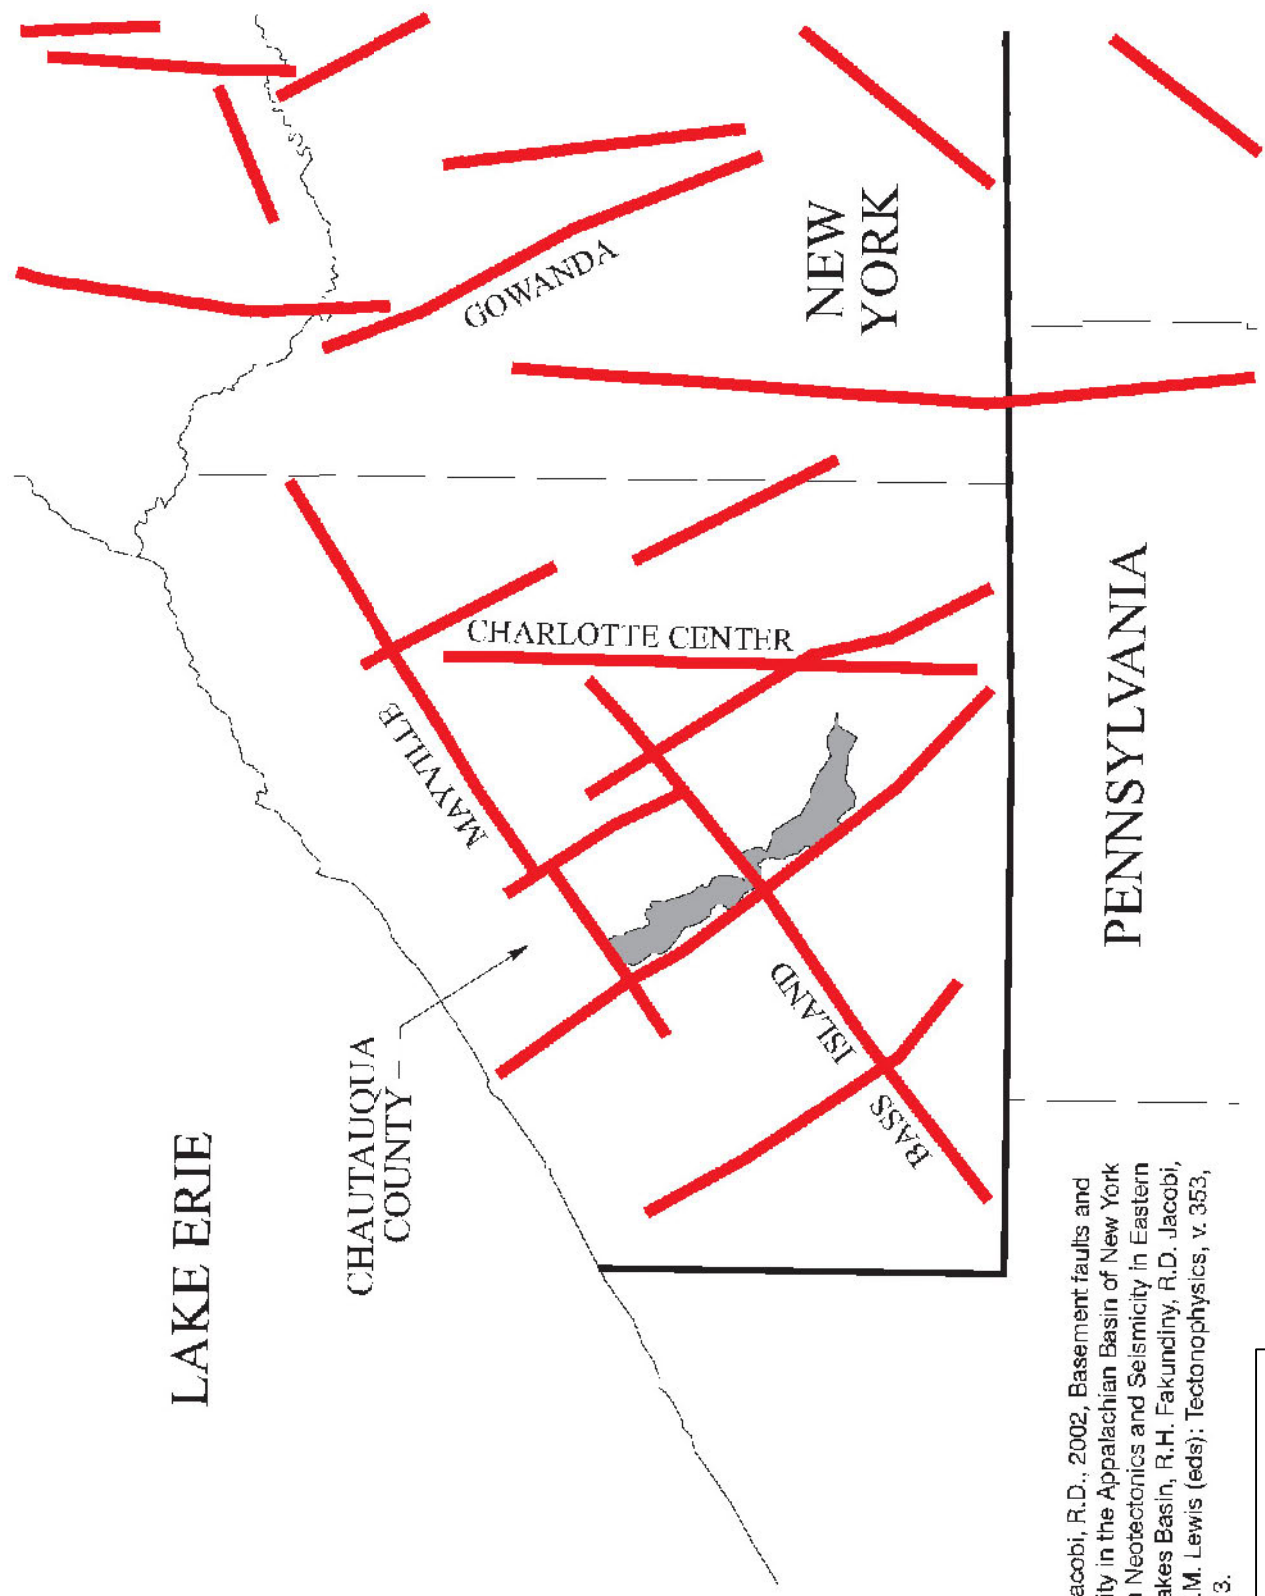 LAKE ERIE
CHAUTAUQUA
COUNTY
MAYVILLE
CHARLOTTE CENTER
GOWANDA
NEW
YORK
BASS
ISLAND
PENNSYLVANIA
acobi, R.D., 2002, Basement faults and
ity in the Appalachian Basin of New York
Neotectonics and Seismicity in Eastern
akes Basin, R.H. Fakundiny, R.D. Jacobi,
.M. Lewis (eds): Tectonophysics, v. 353,
3.